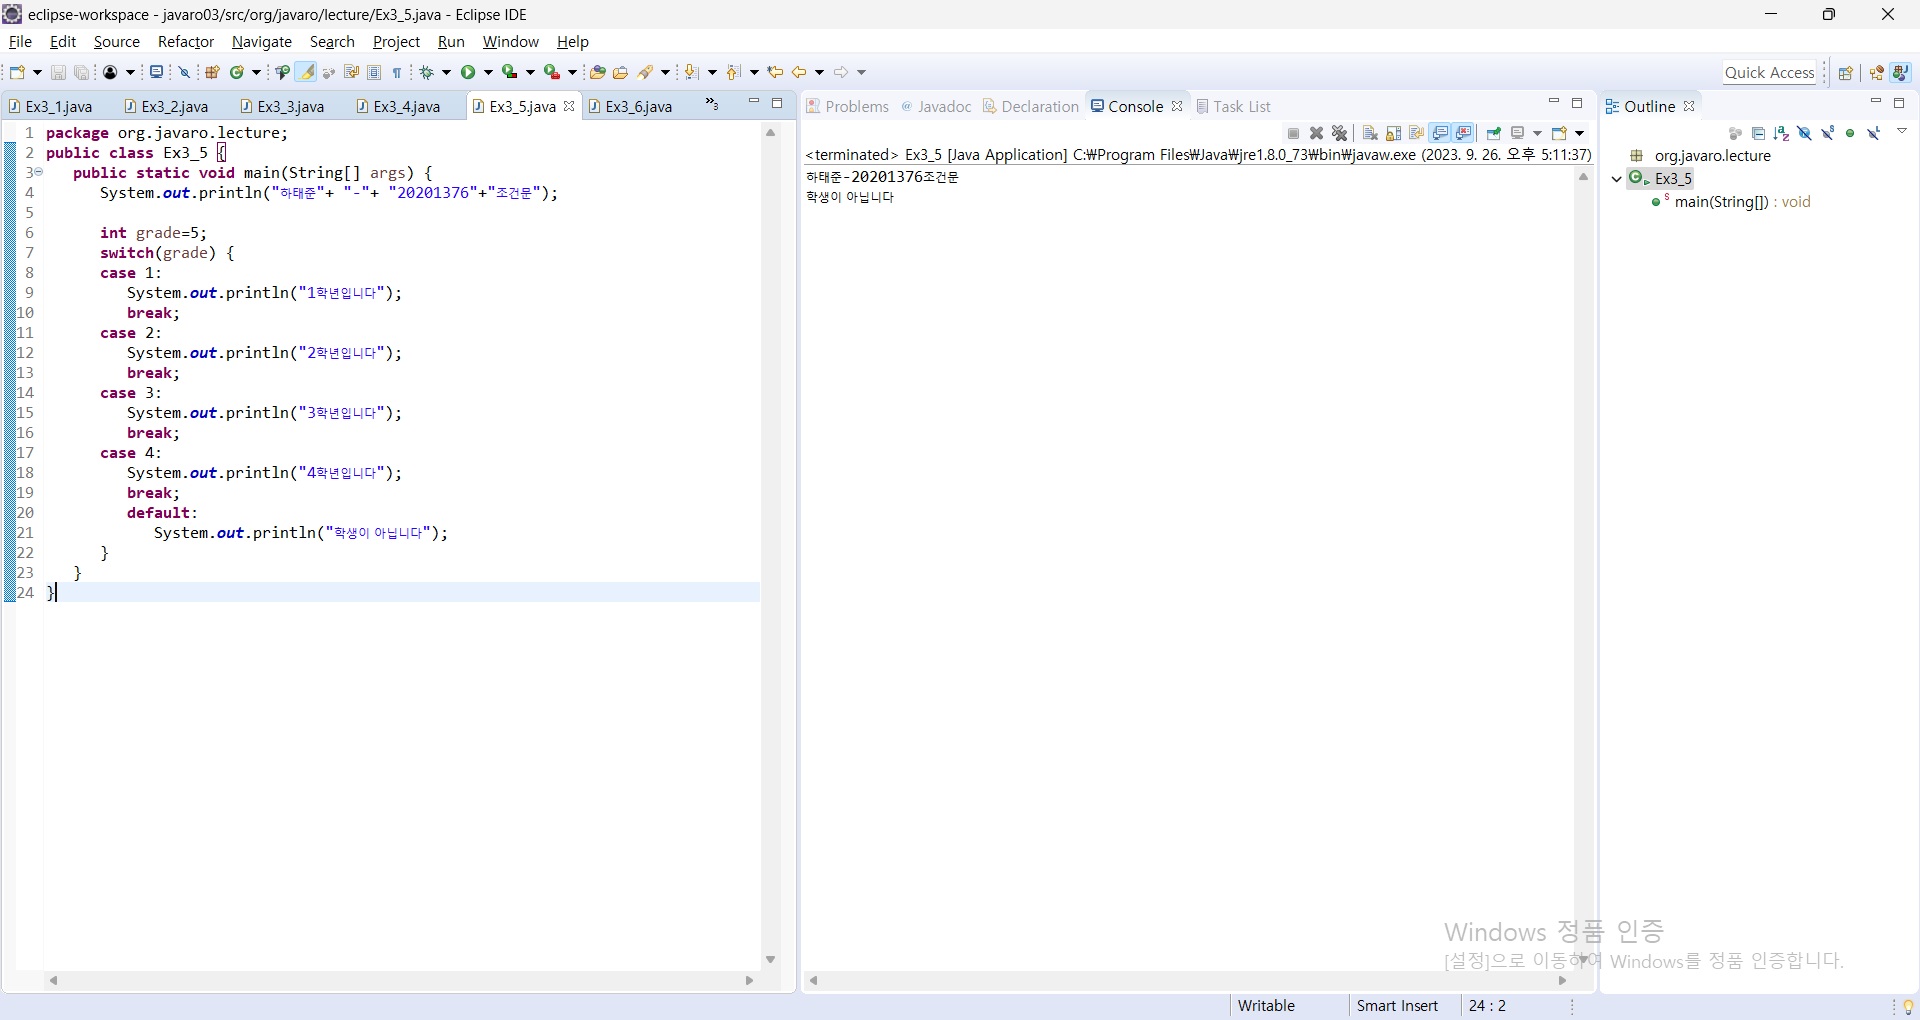 eclipse-workspace - javaro03/src/org/javaro/lecture/Ex3_5.java - Eclipse IDE
File Edit Source Refactor Navigate Search Project Run Window Help
Quick Access
Ex3_1.java Ex3_2.java Ex3_3.java Ex3_4.java Ex3_5.java Ex3_6.java »3
1 package org.javaro.lecture;
2 public class Ex3_5 {
3 public static void main(String[] args) {
4 System.out.println("하태준"+ "-"+ "20201376"+"조건문");
5
6 int grade=5;
7 switch(grade) {
8 case 1:
9 System.out.println("1학년입니다");
10 break;
11 case 2:
12 System.out.println("2학년입니다");
13 break;
14 case 3:
15 System.out.println("3학년입니다");
16 break;
17 case 4:
18 System.out.println("4학년입니다");
19 break;
20 default:
21 System.out.println("학생이 아닙니다");
22 }
23 }
24 }
Problems Javadoc Declaration Console Task List
<terminated> Ex3_5 [Java Application] C:₩Program Files₩Java₩jre1.8.0_73₩bin₩javaw.exe (2023. 9. 26. 오후 5:11:37)
하태준-20201376조건문
학생이 아닙니다
Outline
org.javaro.lecture
Ex3_5
main(String[]) : void
Windows 정품 인증
[설정]으로 이동하여 Windows를 정품 인증합니다.
Writable Smart Insert 24 : 2